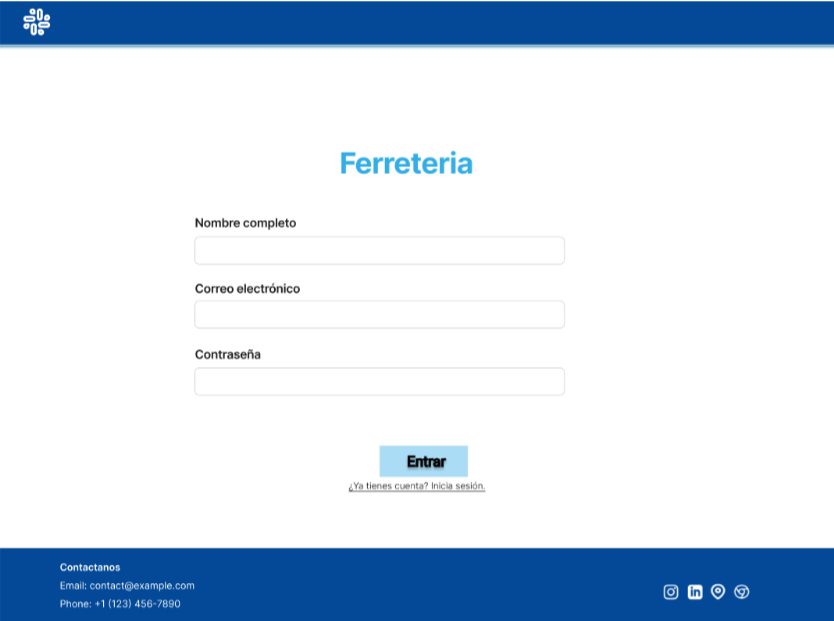 Ferreteria
Nombre completo
Correo electrónico
Contraseña
Entrar
¿Ya tienes cuenta? Inicia sesión.
Contactanos
Email: contact@example.com
Phone: +1 (123) 456-7890